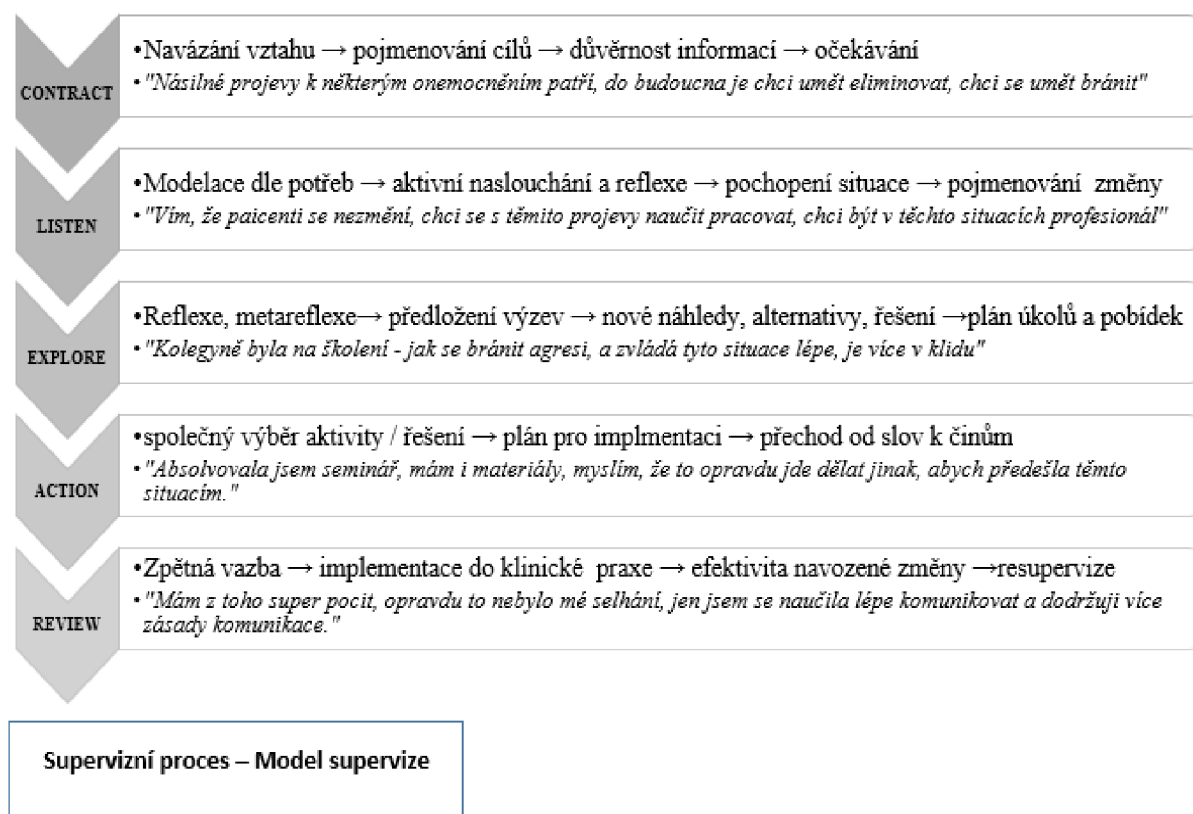 CONTRACT
•Navázání vztahu → pojmenování cílů → důvěrnost informací → očekávání
•"Násilné projevy k některým onemocněním patří, do budoucna je chci umět eliminovat, chci se umět bránit"
LISTEN
•Modelace dle potřeb → aktivní naslouchání a reflexe → pochopení situace → pojmenování změny
•"Vím, že paicenti se nezmění, chci se s těmito projevy naučit pracovat, chci být v těchto situacích profesionál"
EXPLORE
•Reflexe, metareflexe→ předložení výzev → nové náhledy, alternativy, řešení →plán úkolů a pobídek
•"Kolegyně byla na školení - jak se bránit agresi, a zvládá tyto situace lépe, je více v klidu"
ACTION
•společný výběr aktivity / řešení → plán pro implmentaci → přechod od slov k činům
•"Absolvovala jsem seminář, mám i materiály, myslím, že to opravdu jde dělat jinak, abych předešla těmto
situacím."
REVIEW
•Zpětná vazba → implementace do klinické praxe → efektivita navozené změny →resupervize
•"Mám z toho super pocit, opravdu to nebylo mé selhání, jen jsem se naučila lépe komunikovat a dodržuji více
zásady komunikace."
Supervizní proces – Model supervize